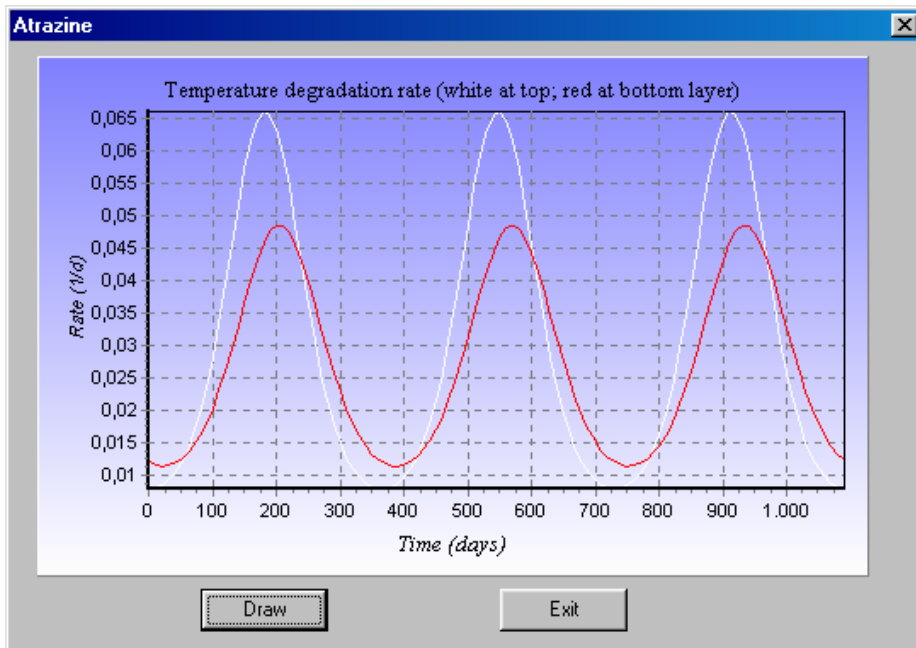 Atrazine
Temperature degradation rate (white at top; red at bottom layer)
0,065
0,06
0,055
0,05
0,045
0,04
0,035
0,03
0,025
0,02
0,015
0,01
Rate (1/d)
0 100 200 300 400 500 600 700 800 900 1.000
Time (days)
Draw Exit